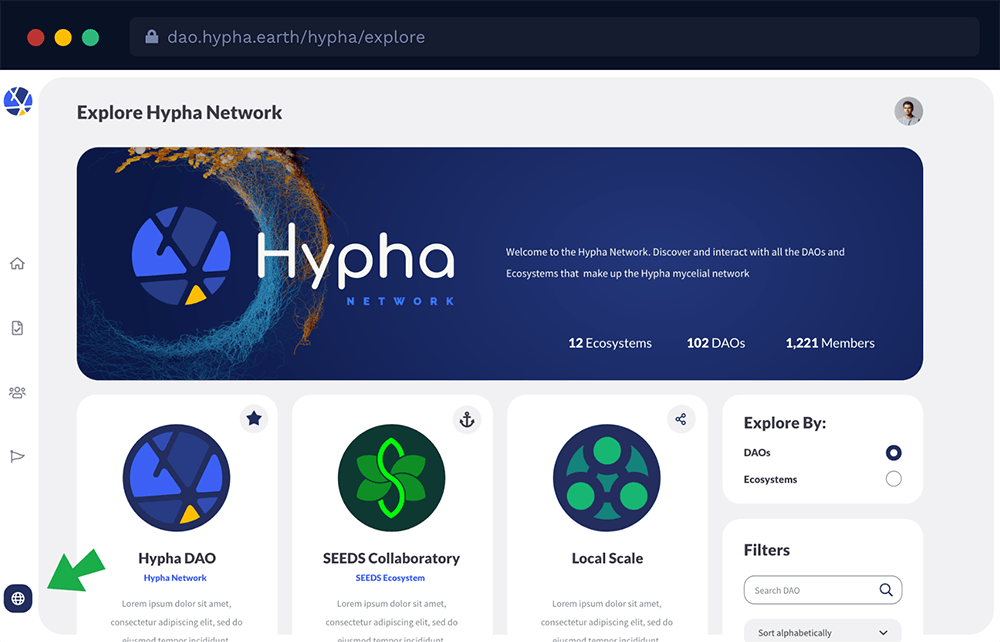 dao.hypha.earth/hypha/explore
Explore Hypha Network
Hypha
NETWORK
Welcome to the Hypha Network. Discover and interact with all the DAOs and
Ecosystems that make up the Hypha mycelial network
12 Ecosystems 102 DAOs 1,221 Members
Hypha DAO
Hypha Network
Lorem ipsum dolor sit amet,
consectetur adipiscing elit, sed do
eiusmod tempor incididunt
SEEDS Collaboratory
SEEDS Ecosystem
Lorem ipsum dolor sit amet,
consectetur adipiscing elit, sed do
eiusmod tempor incididunt
Local Scale
Lorem ipsum dolor sit amet,
consectetur adipiscing elit, sed do
eiusmod tempor incididunt
Explore By:
DAOs
Ecosystems
Filters
Search DAO
Sort alphabetically